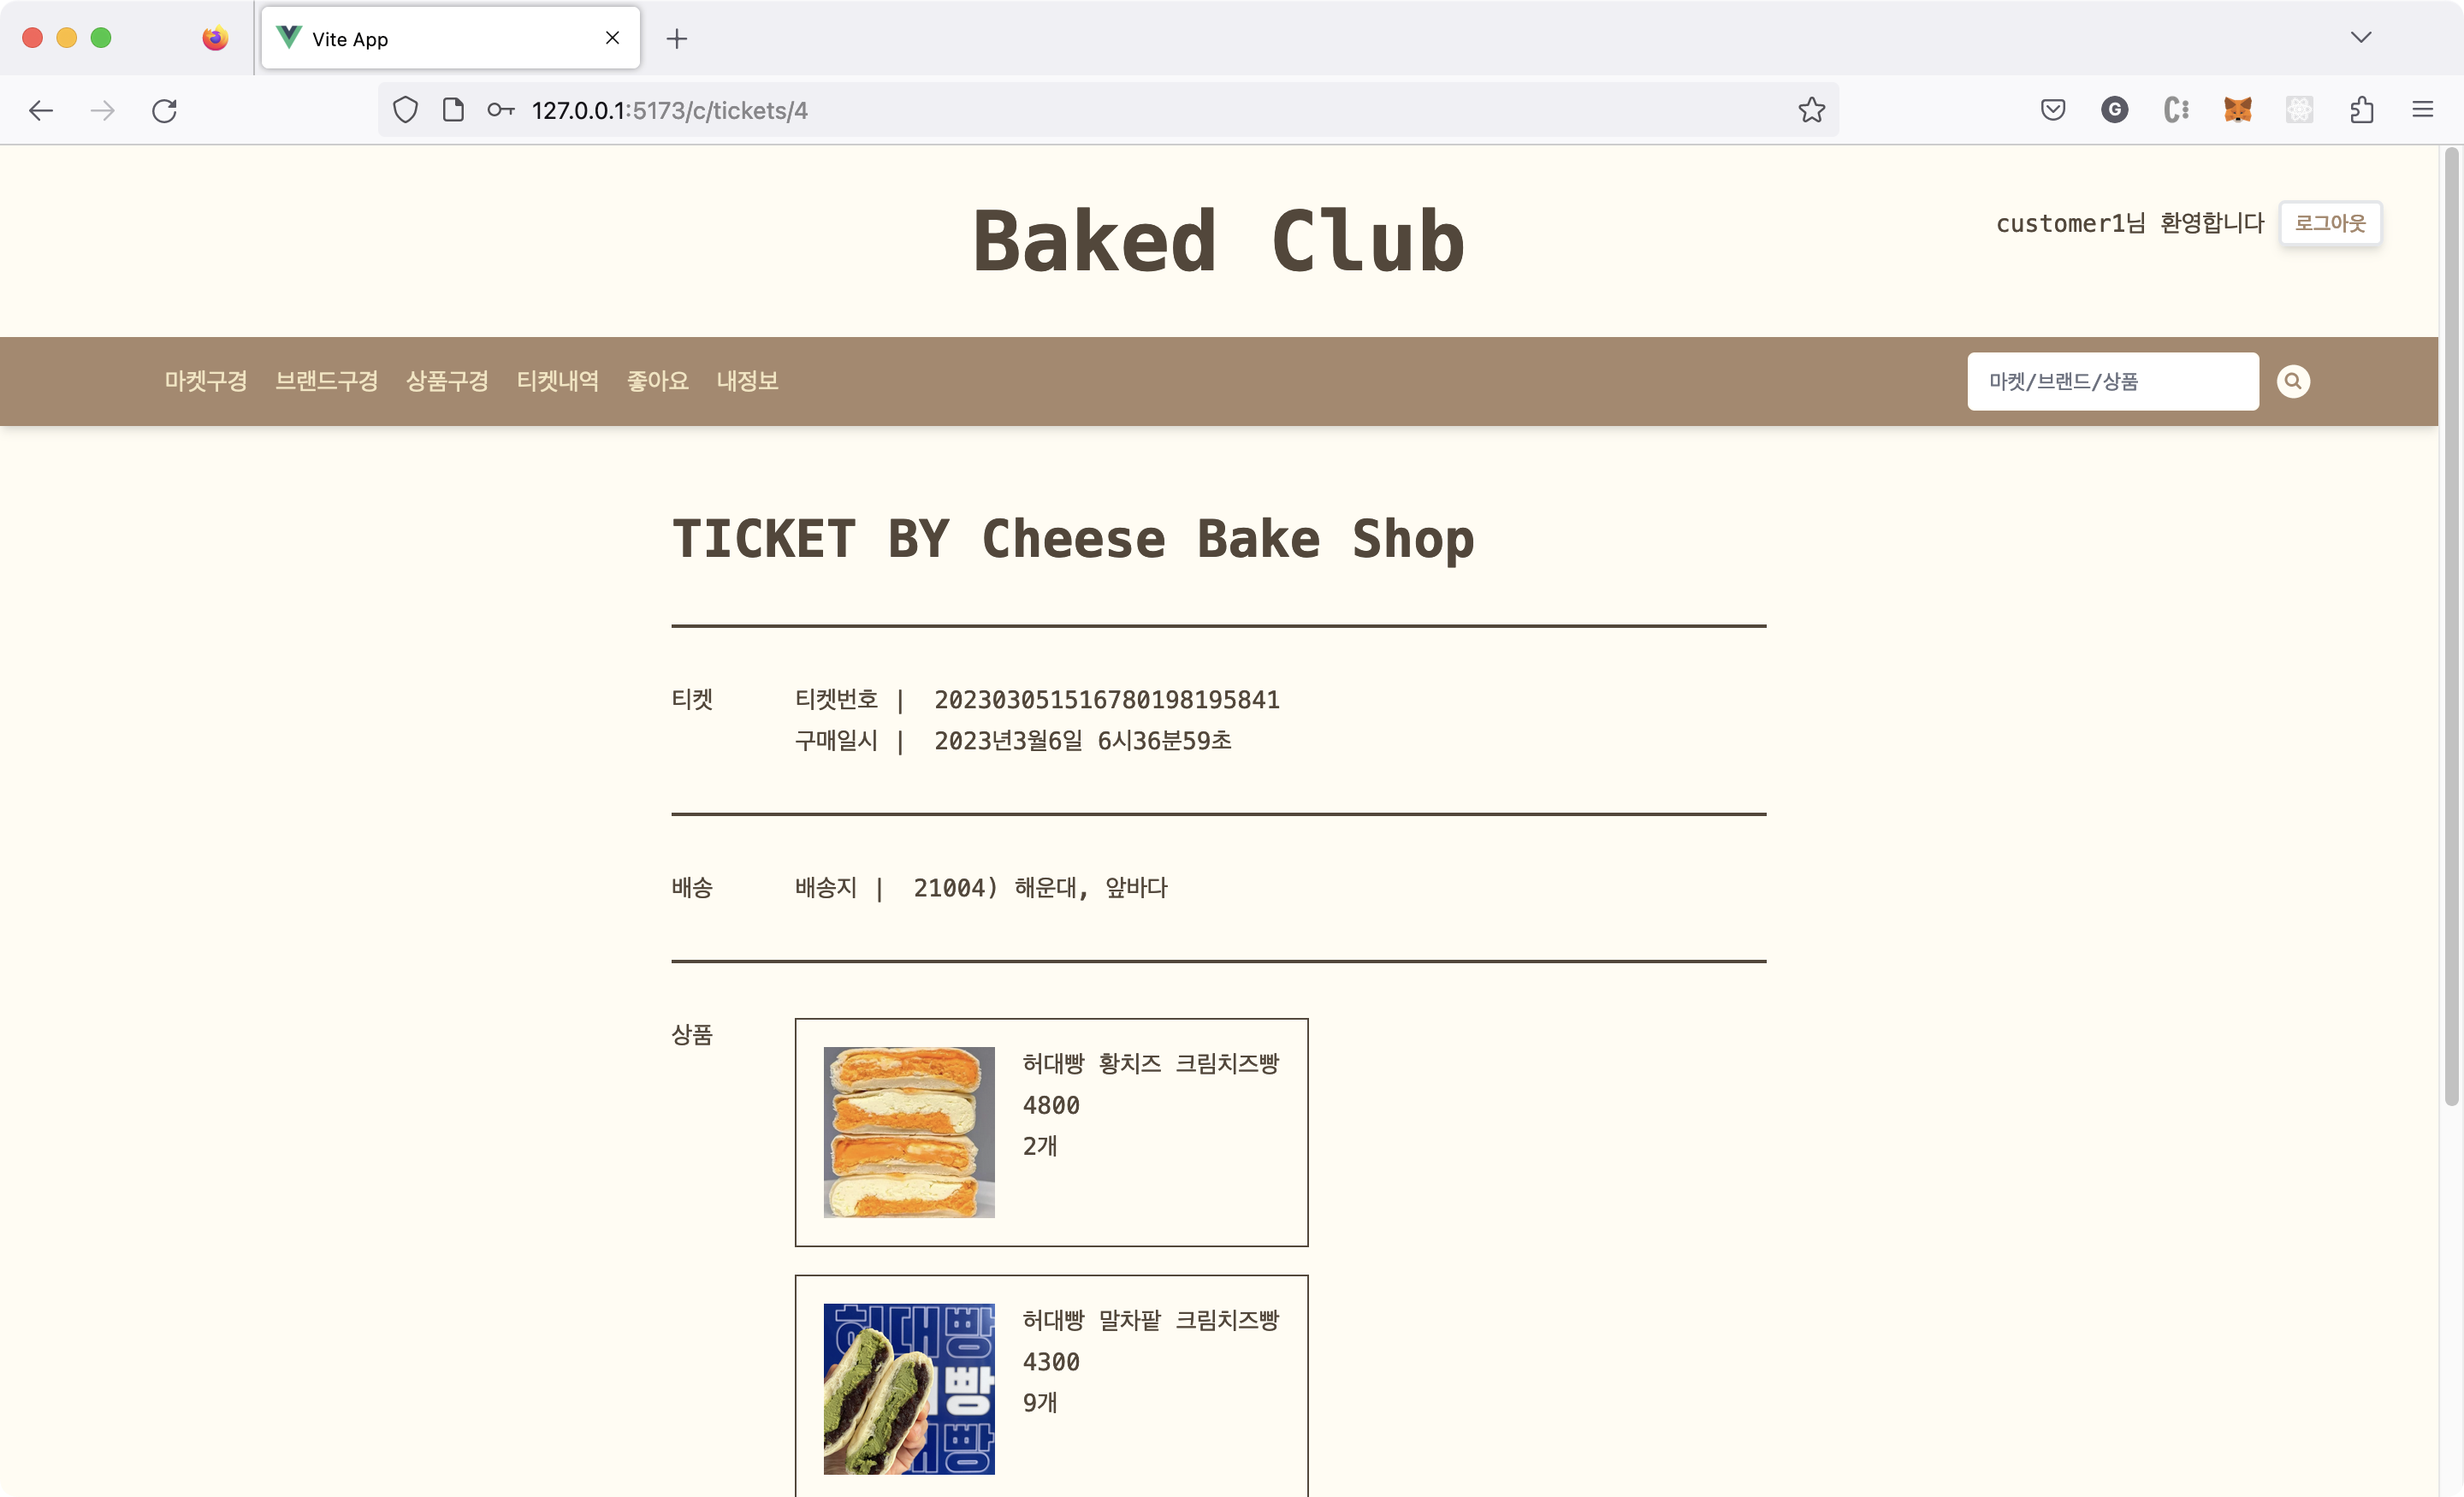 Vite App
127.0.0.1:5173/c/tickets/4
G
Baked Club
customer1님 환영합니다
로그아웃
마켓구경 브랜드구경 상품구경 티켓내역 좋아요 내정보
마켓/브랜드/상품
TICKET BY Cheese Bake Shop
티켓
티켓번호 | 202303051516780198195841
구매일시 | 2023년3월6일 6시36분59초
배송
배송지 | 21004) 해운대, 앞바다
상품
허대빵 황치즈 크림치즈빵
4800
2개
허대빵
빵
허대빵 말차팥 크림치즈빵
4300
9개